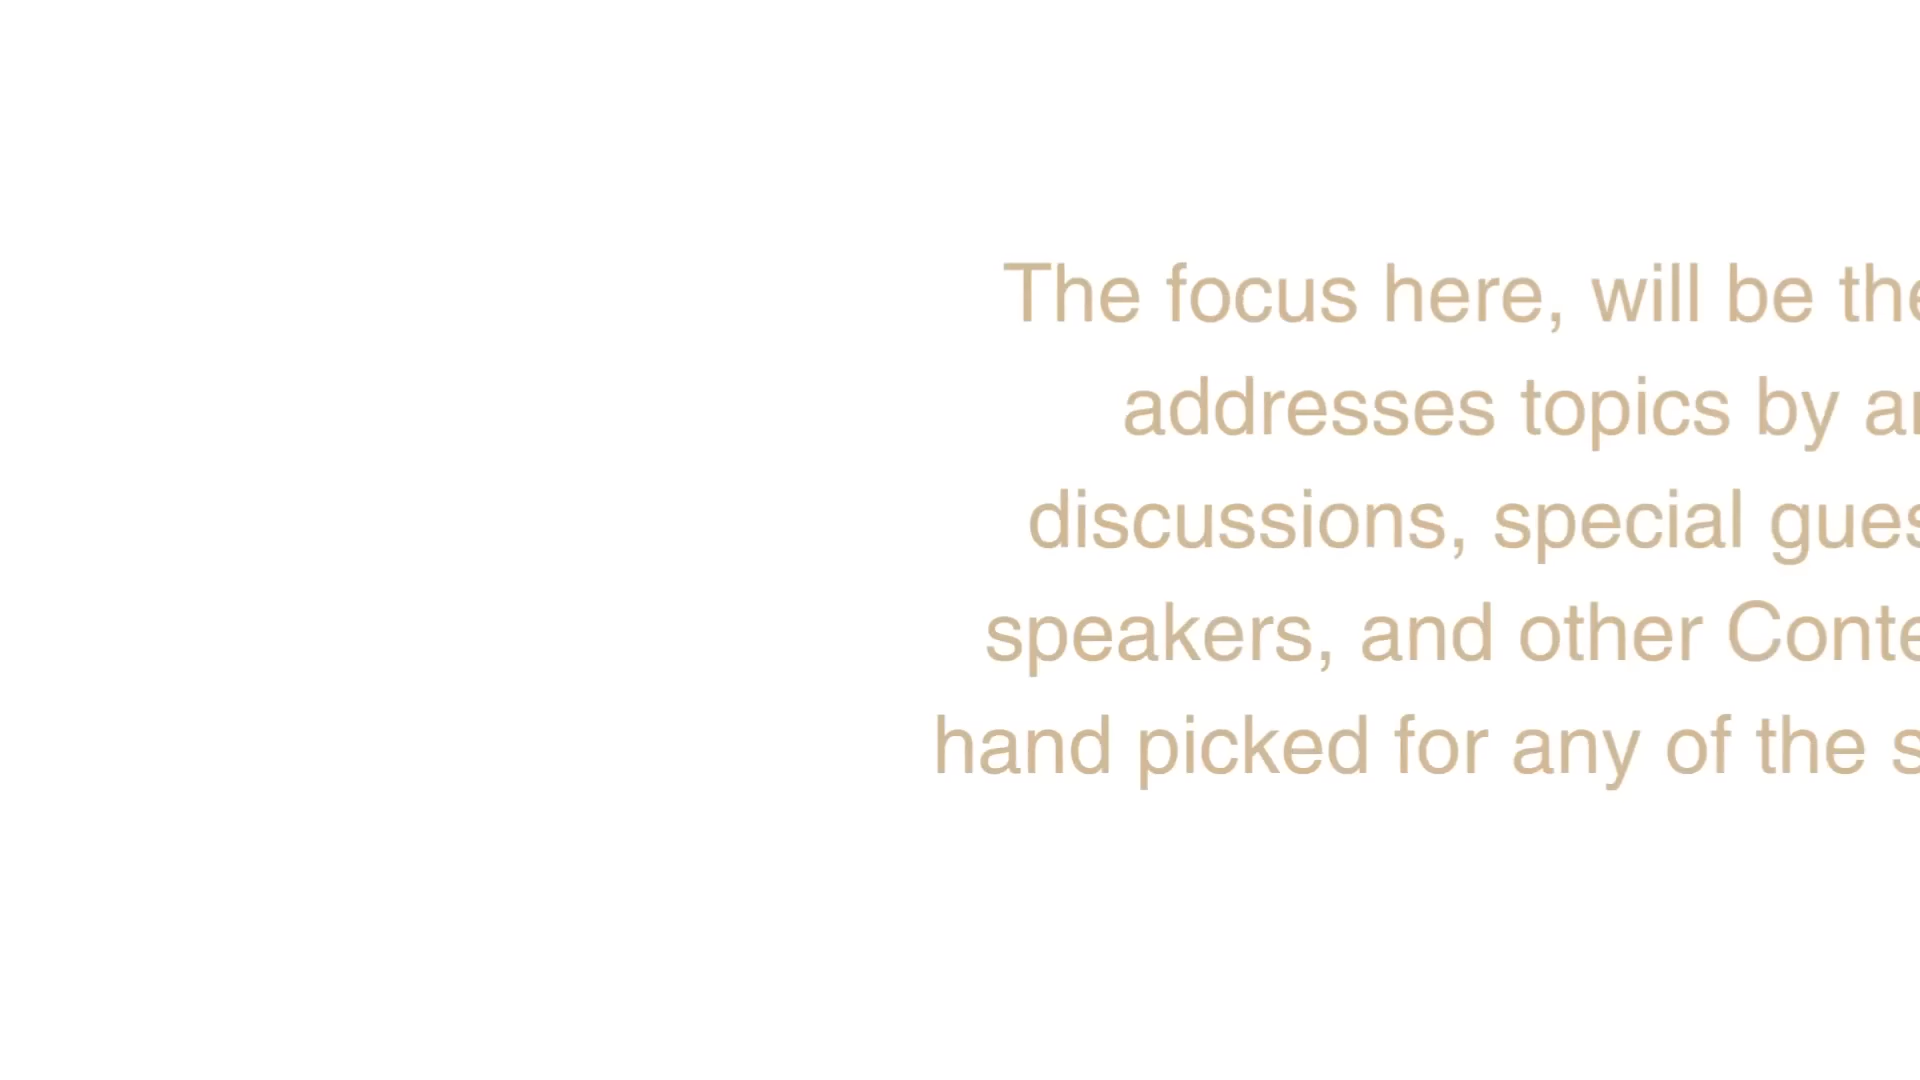 The focus here, will be the
addresses topics by
discussions, special
speakers, and other
hand picked for any of the